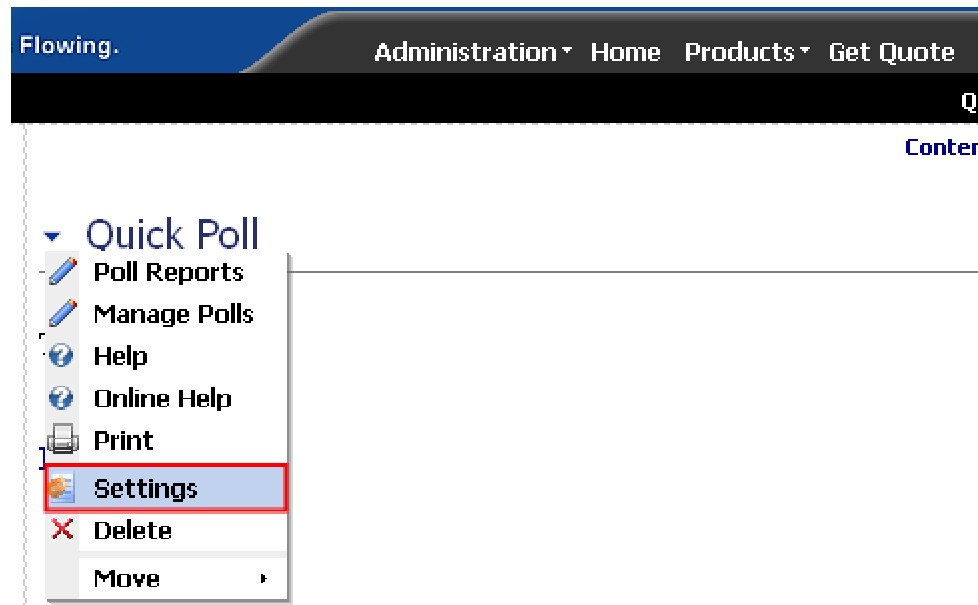 Flowing.
Administration Home Products Get Quote
Quick Poll
Poll Reports
Manage Polls
Help
Online Help
Print
Settings
Delete
Move